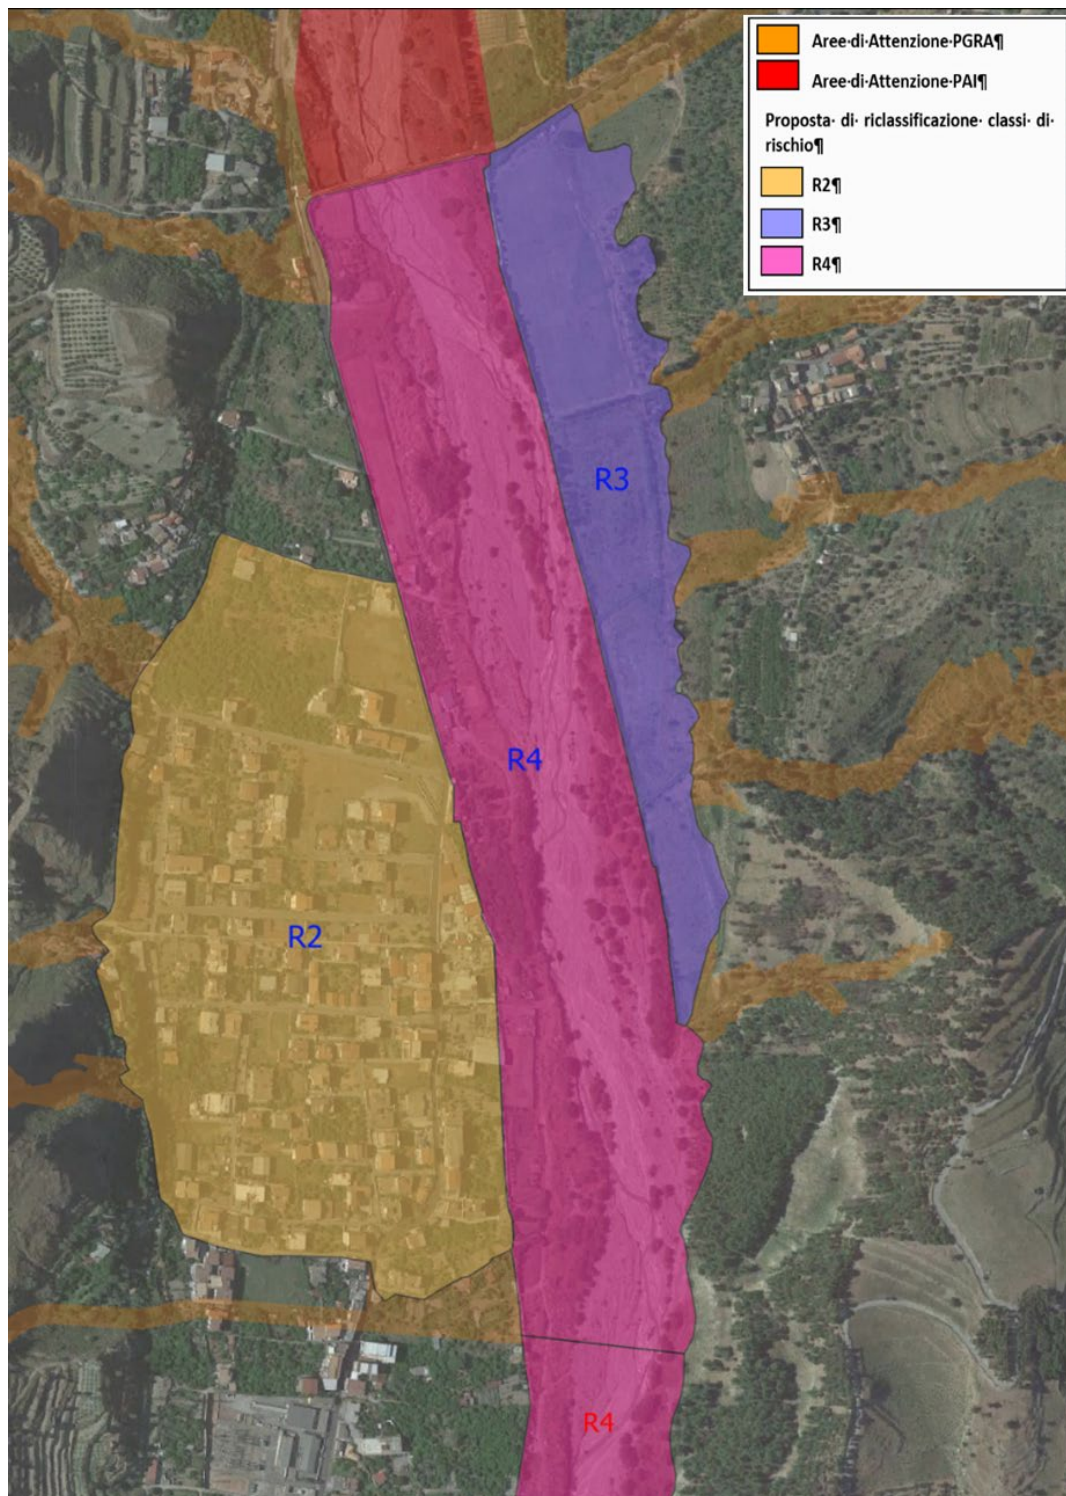 Aree·di·Attenzione·PGRA¶
Aree·di·Attenzione·PAI¶
Proposta· di· riclassificazione· classi· di·
rischio¶
R2¶
R3¶
R4¶
R3
R4
R2
R4